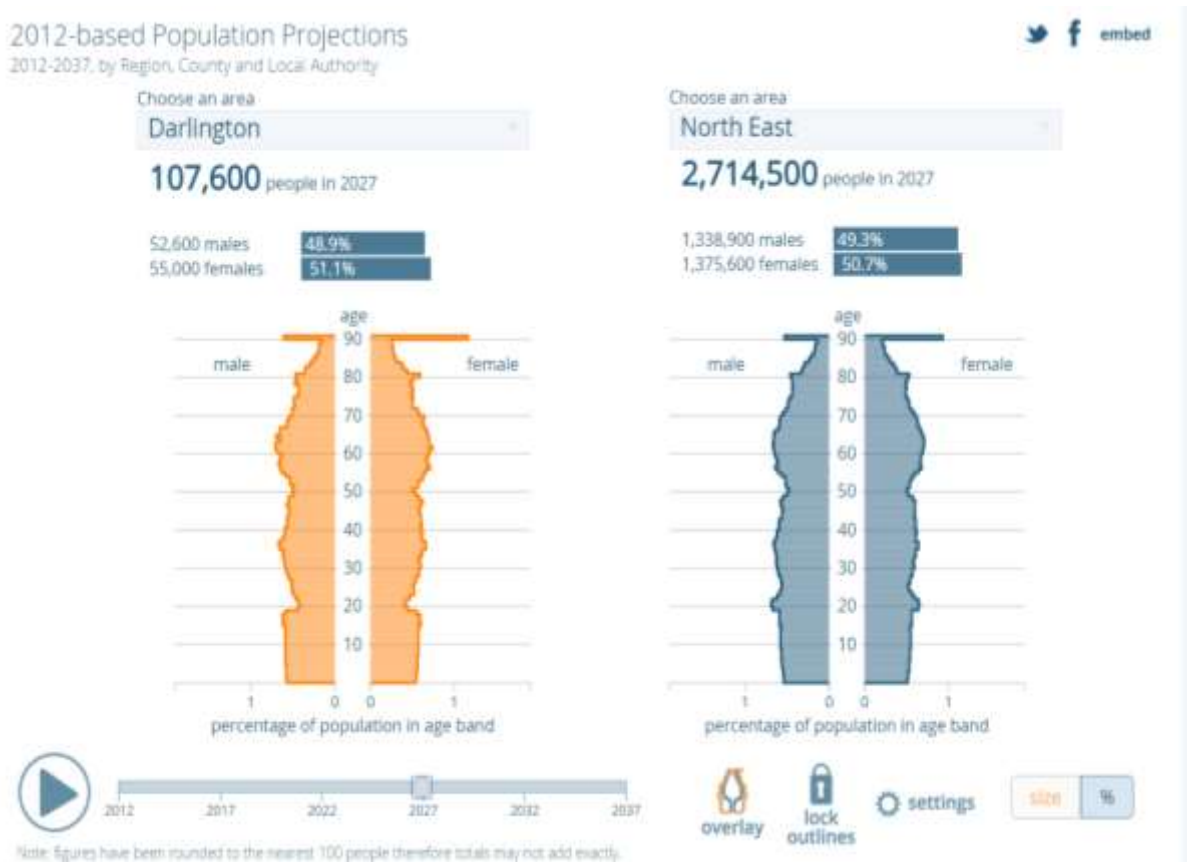 2012-based Population Projections
2012-2037, by Region, County and Local Authority
embed
Choose an area
Darlington
107,600 people in 2027
52,600 males 48.9%
55,000 females 51.1%
age
male
female
90
80
70
60
50
40
30
20
10
1 0 0 1
percentage of population in age band
Choose an area
North East
2,714,500 people in 2027
1,338,900 males 49.3%
1,375,600 females 50.7%
age
male
female
90
80
70
60
50
40
30
20
10
1 0 0 1
percentage of population in age band
2012 2017 2022 2027 2032 2037
overlay
lock
outlines
settings
size %
Note: figures have been rounded to the nearest 100 people therefore totals may not add exactly.